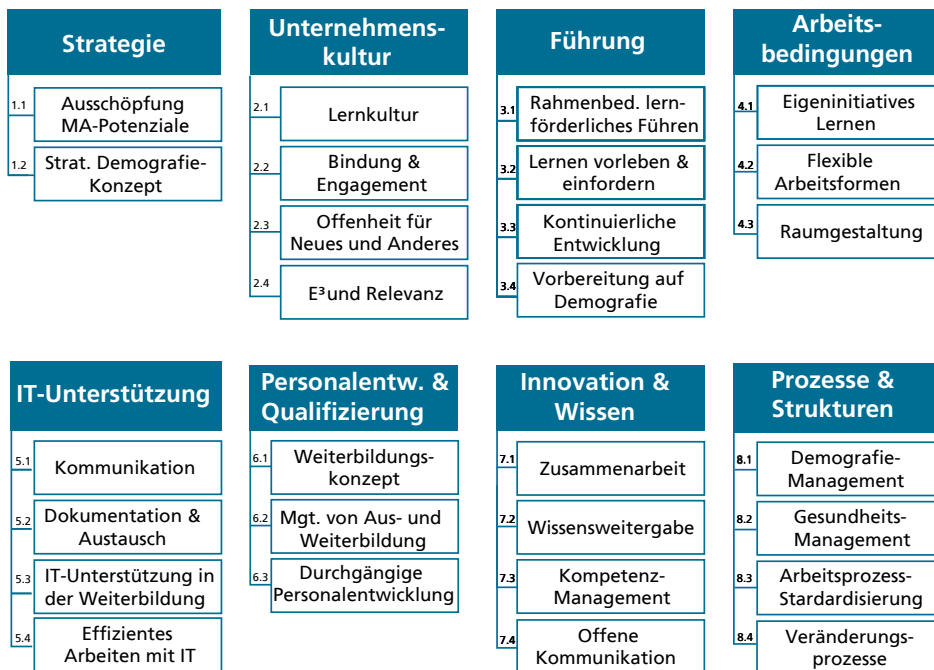 Strategie
1.1
Ausschöpfung
MA-Potenziale
1.2
Strat. Demografie-
Konzept
Unternehmens-
kultur
2.1
Lernkultur
2.2
Bindung &
Engagement
2.3
Offenheit für
Neues und Anderes
2.4
E³und Relevanz
Führung
3.1
Rahmenbed. lern-
förderliches Führen
3.2
Lernen vorleben &
einfordern
3.3
Kontinuierliche
Entwicklung
3.4
Vorbereitung auf
Demografie
Arbeits-
bedingungen
4.1
Eigeninitiatives
Lernen
4.2
Flexible
Arbeitsformen
4.3
Raumgestaltung
IT-Unterstützung
5.1
Kommunikation
5.2
Dokumentation &
Austausch
5.3
IT-Unterstützung in
der Weiterbildung
5.4
Effizientes
Arbeiten mit IT
Personalentw. &
Qualifizierung
6.1
Weiterbildungs-
konzept
6.2
Mgt. von Aus- und
Weiterbildung
6.3
Durchgängige
Personalentwicklung
Innovation &
Wissen
7.1
Zusammenarbeit
7.2
Wissensweitergabe
7.3
Kompetenz-
Management
7.4
Offene
Kommunikation
Prozesse &
Strukturen
8.1
Demografie-
Management
8.2
Gesundheits-
Management
8.3
Arbeitsprozess-
Stardardisierung
8.4
Veränderungs-
prozesse